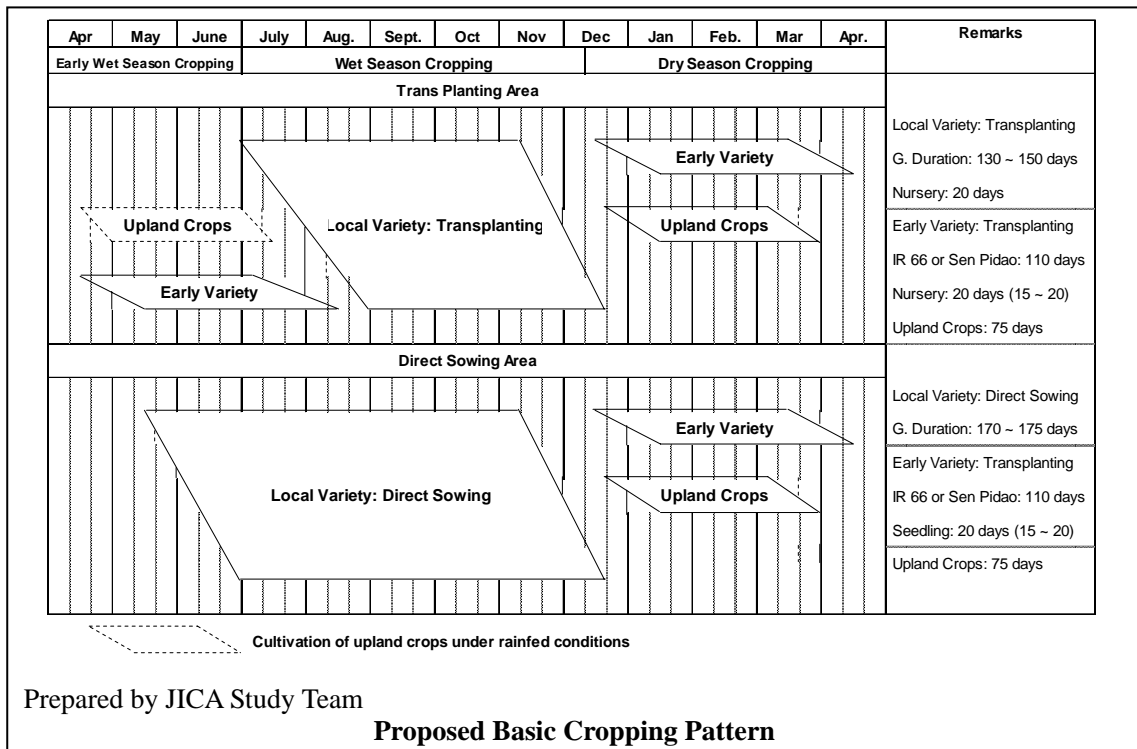 Apr May June July Aug. Sept. Oct Nov Dec Jan Feb. Mar Apr. Remarks
Early Wet Season Cropping Wet Season Cropping Dry Season Cropping
Trans Planting Area
Local Variety: Transplanting
Early Variety
G. Duration: 130 ~ 150 days
Nursery: 20 days
Upland Crops Local Variety: Transplanting Upland Crops
Early Variety: Transplanting
IR 66 or Sen Pidao: 110 days
Early Variety
Nursery: 20 days (15 ~ 20)
Upland Crops: 75 days
Direct Sowing Area
Local Variety: Direct Sowing
Early Variety
G. Duration: 170 ~ 175 days
Early Variety: Transplanting
Local Variety: Direct Sowing Upland Crops
IR 66 or Sen Pidao: 110 days
Seedling: 20 days (15 ~ 20)
Upland Crops: 75 days
Cultivation of upland crops under rainfed conditions
Prepared by JICA Study Team
Proposed Basic Cropping Pattern